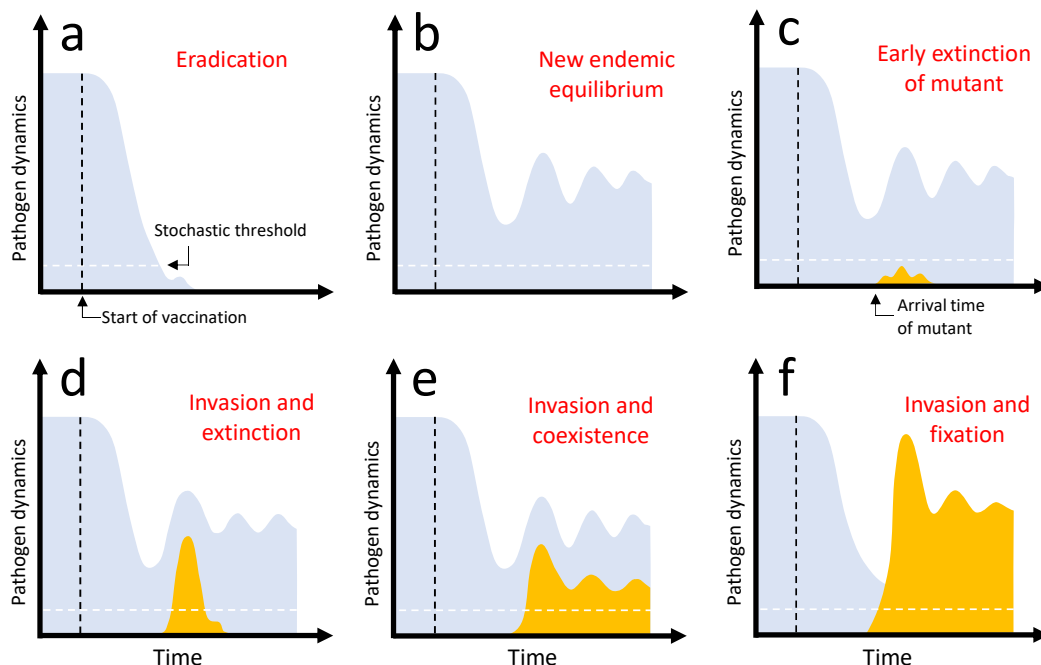 a
Eradication
Pathogen dynamics
Stochastic threshold
Start of vaccination
b
New endemic
equilibrium
Pathogen dynamics
c
Early extinction
of mutant
Pathogen dynamics
Arrival time
of mutant
d
Invasion and
extinction
Pathogen dynamics
Time
e
Invasion and
coexistence
Pathogen dynamics
Time
f
Invasion and
fixation
Pathogen dynamics
Time